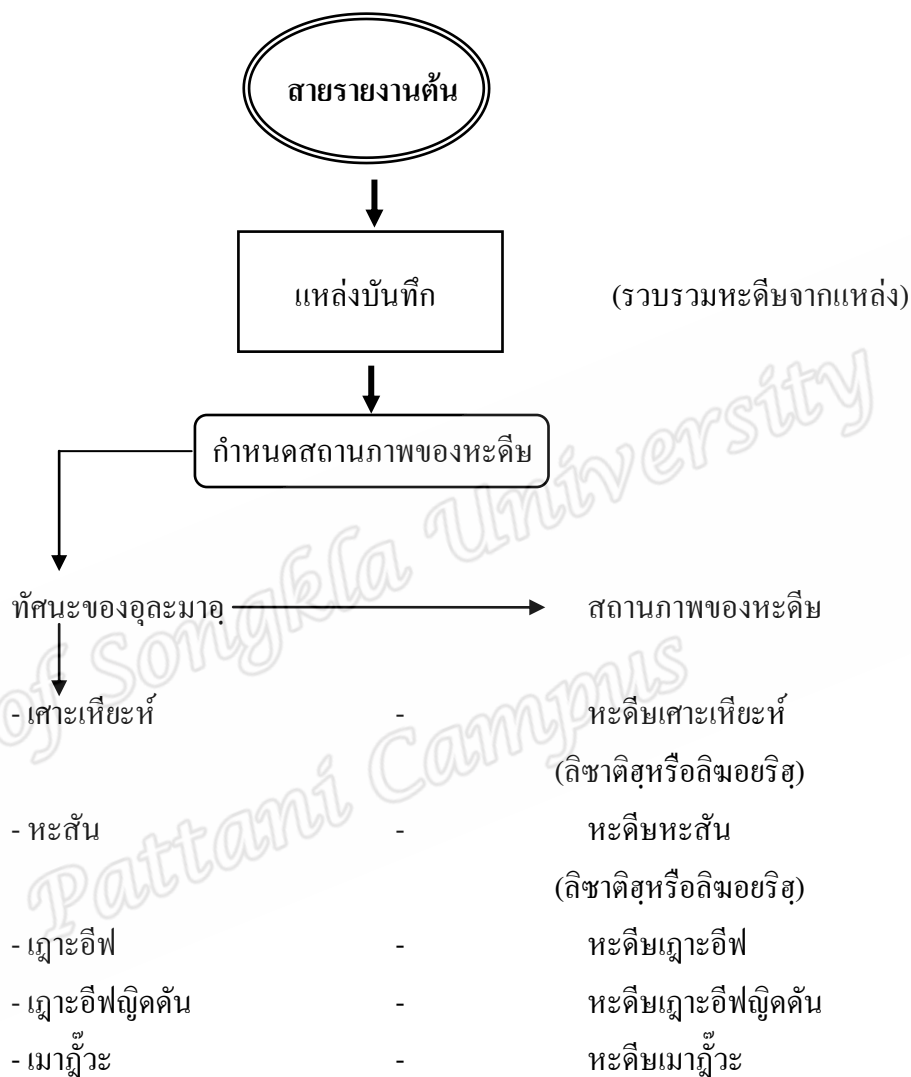 สายรายงานต้น
แหล่งบันทึก (รวบรวมหะดีษจากแหล่ง)
กำหนดสถานภาพของหะดีษ
ทัศนะของอุละมาอฺ สถานภาพของหะดีษ
- เศาะเหียะห์ - หะดีษเศาะเหียะห์
(ลิซาติฮฺหรือลิฆอยริฮฺ)
- หะสัน - หะดีษหะสัน
(ลิซาติฮฺหรือลิฆอยริฮฺ)
- เฎาะอีฟ - หะดีษเฎาะอีฟ
- เฎาะอีฟญิดดัน - หะดีษเฎาะอีฟญิดดัน
- เมาฎั๊วะ - หะดีษเมาฎั๊วะ
of Songkla University
Pattani Campus